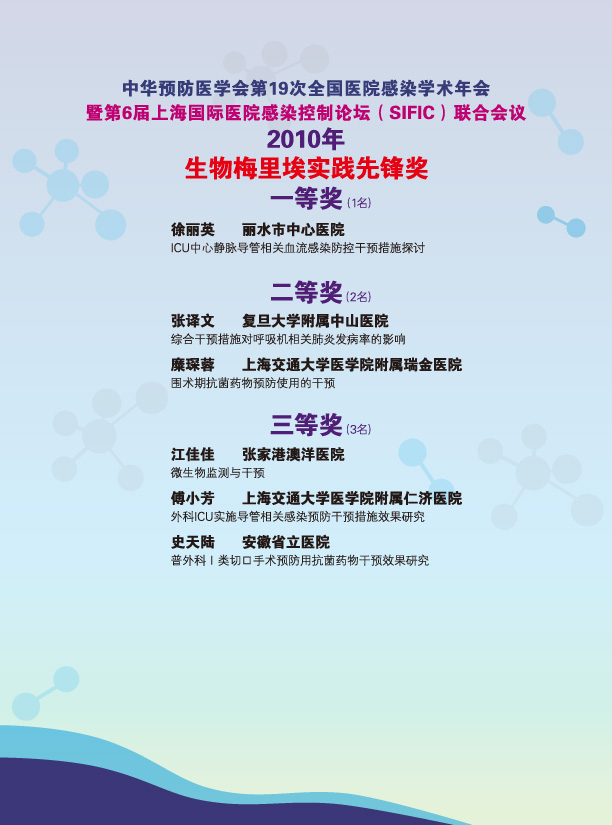 中华预防医学会第19次全国医院感染学术年会
暨第6届上海国际医院感染控制论坛（SIFIC）联合会议
2010年
生物梅里埃实践先锋奖
一等奖(1名)
徐丽英 丽水市中心医院
ICU中心静脉导管相关血流感染防控干预措施探讨
二等奖(2名)
张译文 复旦大学附属中山医院
综合干预措施对呼吸机相关肺炎发病率的影响
糜琛蓉 上海交通大学医学院附属瑞金医院
围术期抗菌药物预防使用的干预
三等奖(3名)
江佳佳 张家港澳洋医院
微生物监测与干预
傅小芳 上海交通大学医学院附属仁济医院
外科ICU实施导管相关感染预防干预措施效果研究
史天陆 安徽省立医院
普外科Ⅰ类切口手术预防用抗菌药物干预效果研究